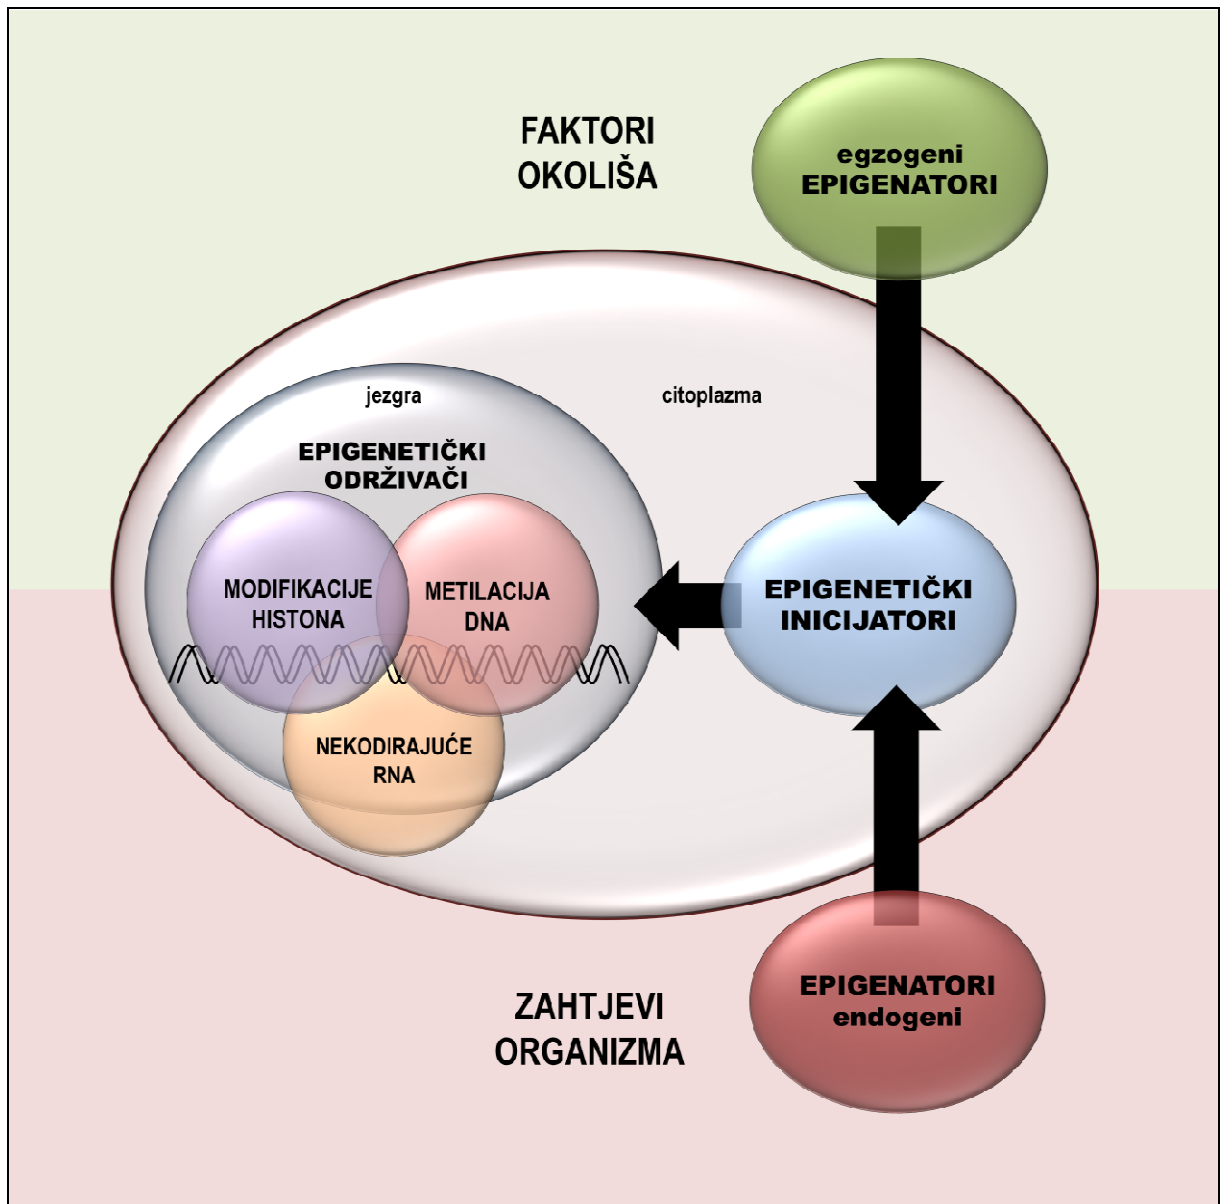 FAKTORI
OKOLIŠA
egzogeni
EPIGENATORI
jezgra
citoplazma
EPIGENETIČKI
ODRŽIVAČI
MODIFIKACIJE
HISTONA
METILACIJA
DNA
NEKODIRAJUĆE
RNA
EPIGENETIČKI
INICIJATORI
ZAHTJEVI
ORGANIZMA
EPIGENATORI
endogeni